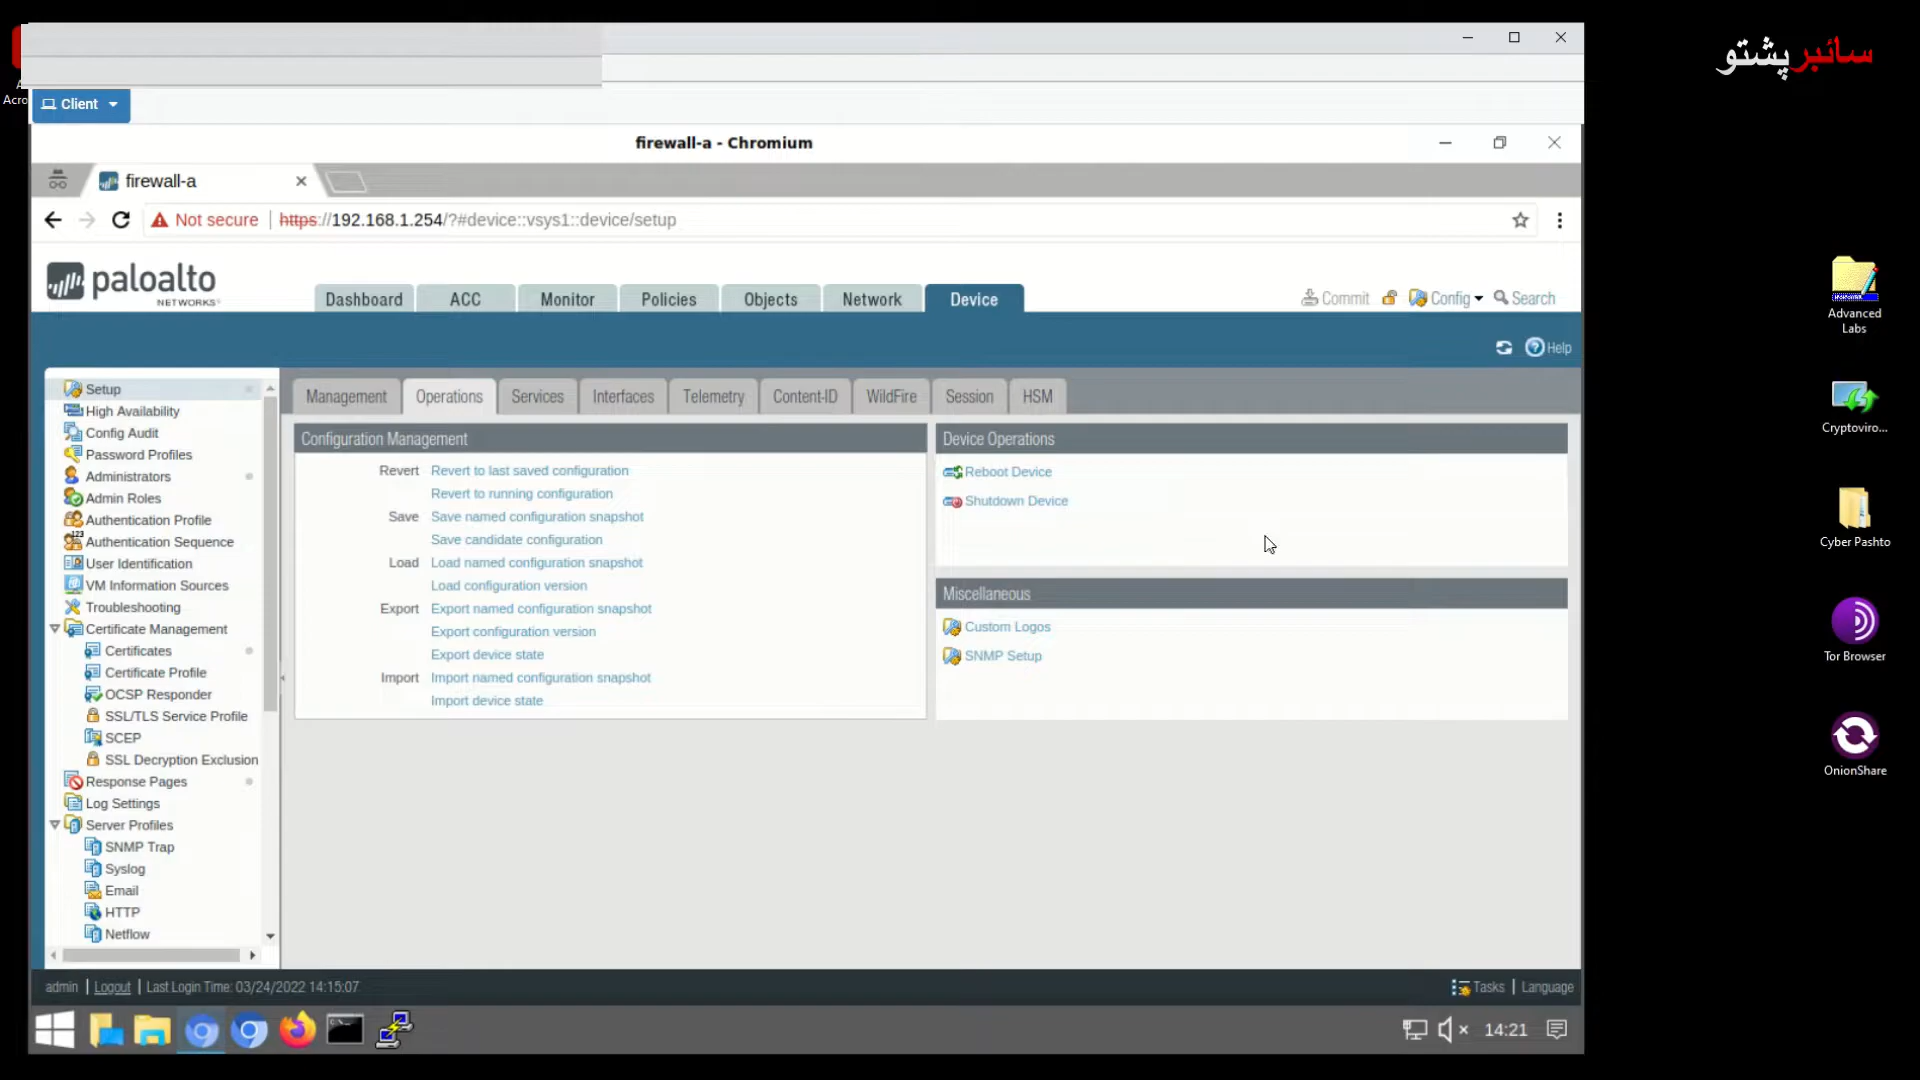 سائبر پشتو
Acro
Client
firewall-a - Chromium
firewall-a
Not secure | https://192.168.1.254/?#device::vsys1::device/setup
paloalto
NETWORKS
Dashboard ACC Monitor Policies Objects Network Device
Commit Config Search
Help
Setup
High Availability
Config Audit
Password Profiles
Administrators
Admin Roles
Authentication Profile
Authentication Sequence
User Identification
VM Information Sources
Troubleshooting
Certificate Management
Certificates
Certificate Profile
OCSP Responder
SSL/TLS Service Profile
SCEP
SSL Decryption Exclusion
Response Pages
Log Settings
Server Profiles
SNMP Trap
Syslog
Email
HTTP
Netflow
Management Operations Services Interfaces Telemetry Content-ID WildFire Session HSM
Configuration Management
Revert Revert to last saved configuration
Revert to running configuration
Save Save named configuration snapshot
Save candidate configuration
Load Load named configuration snapshot
Load configuration version
Export Export named configuration snapshot
Export configuration version
Export device state
Import Import named configuration snapshot
Import device state
Device Operations
Reboot Device
Shutdown Device
Miscellaneous
Custom Logos
SNMP Setup
admin | Logout | Last Login Time: 03/24/2022 14:15:07
Tasks | Language
14:21
Advanced
Labs
Cryptoviro...
Cyber Pashto
Tor Browser
OnionShare